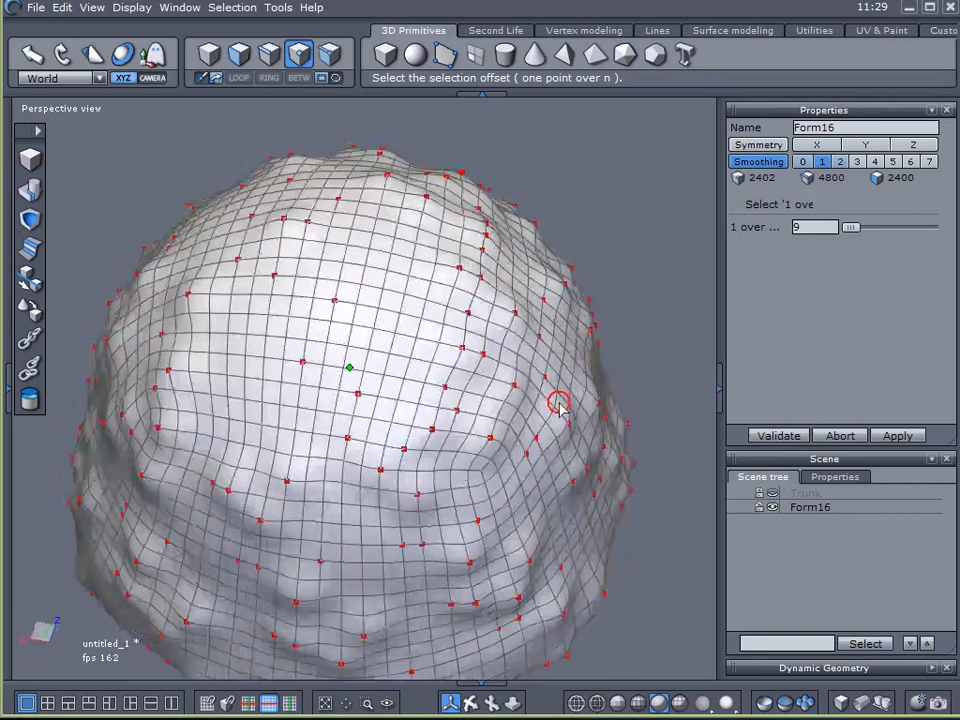 File Edit View Display Window Selection Tools Help 11:29
3D Primitives Second Life Vertex modeling Lines Surface modeling Utilities UV & Paint Custo
World XYZ CAMERA LOOP RING BETW
Select the selection offset ( one point over n ).
Perspective view
Properties
Name Form16
Symmetry X Y Z
Smoothing 0 1 2 3 4 5 6 7
2402 4800 2400
Select '1 ove
1 over ... 9
Validate Abort Apply
Scene
Scene tree Properties
Trunk
Form16
Select
Dynamic Geometry
Z
untitled_1 *
fps 162